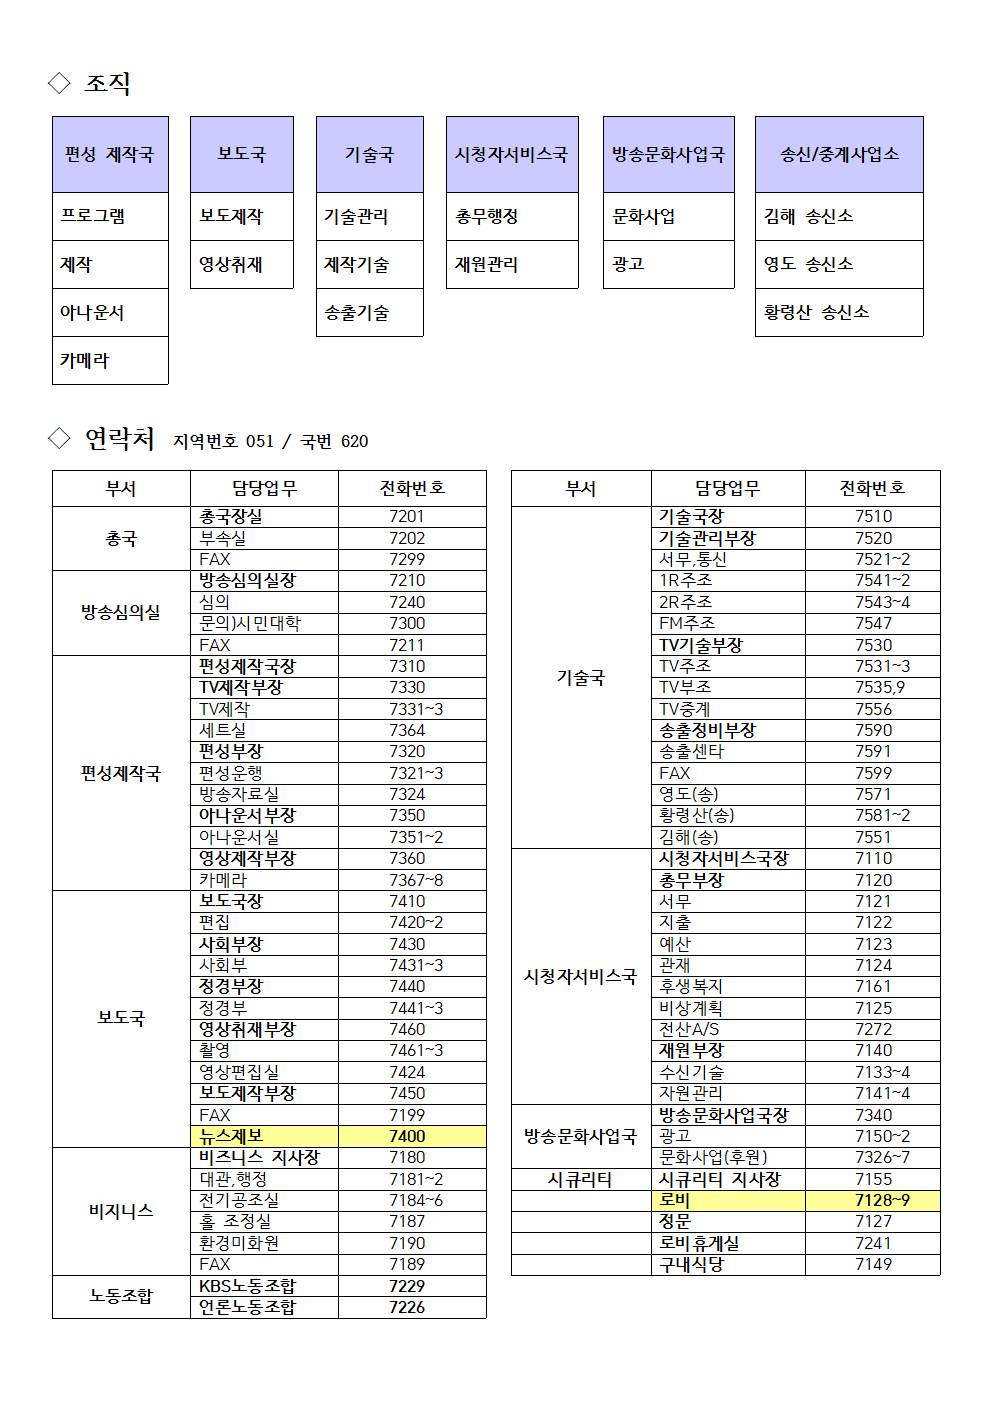 ◇ 조직
편성 제작국 보도국 기술국 시청자서비스국 방송문화사업국 송신/중계사업소
프로그램 보도제작 기술관리 총무행정 문화사업 김해 송신소
제작 영상취재 제작기술 재원관리 광고 영도 송신소
아나운서 송출기술 황령산 송신소
카메라
◇ 연락처 지역번호 051 / 국번 620
부서 담당업무 전화번호
총국
총국장실 7201
부속실 7202
FAX 7299
방송심의실
방송심의실장 7210
심의 7240
문의)시민대학 7300
FAX 7211
편성제작국
편성제작국장 7310
TV제작부장 7330
TV제작 7331~3
세트실 7364
편성부장 7320
편성운행 7321~3
방송자료실 7324
아나운서부장 7350
아나운서실 7351~2
영상제작부장 7360
카메라 7367~8
보도국
보도국장 7410
편집 7420~2
사회부장 7430
사회부 7431~3
정경부장 7440
정경부 7441~3
영상취재부장 7460
촬영 7461~3
영상편집실 7424
보도제작부장 7450
FAX 7199
뉴스제보 7400
비지니스
비즈니스 지사장 7180
대관,행정 7181~2
전기공조실 7184~6
홀 조정실 7187
환경미화원 7190
FAX 7189
노동조합
KBS노동조합 7229
언론노동조합 7226
부서 담당업무 전화번호
기술국
기술국장 7510
기술관리부장 7520
서무,통신 7521~2
1R주조 7541~2
2R주조 7543~4
FM주조 7547
TV기술부장 7530
TV주조 7531~3
TV부조 7535,9
TV중계 7556
송출정비부장 7590
송출센타 7591
FAX 7599
영도(송) 7571
황령산(송) 7581~2
김해(송) 7551
시청자서비스국
시청자서비스국장 7110
총무부장 7120
서무 7121
지출 7122
예산 7123
관재 7124
후생복지 7161
비상계획 7125
전산A/S 7272
재원부장 7140
수신기술 7133~4
자원관리 7141~4
방송문화사업국
방송문화사업국장 7340
광고 7150~2
문화사업(후원) 7326~7
시큐리티 시큐리티 지사장 7155
로비 7128~9
정문 7127
로비휴게실 7241
구내식당 7149